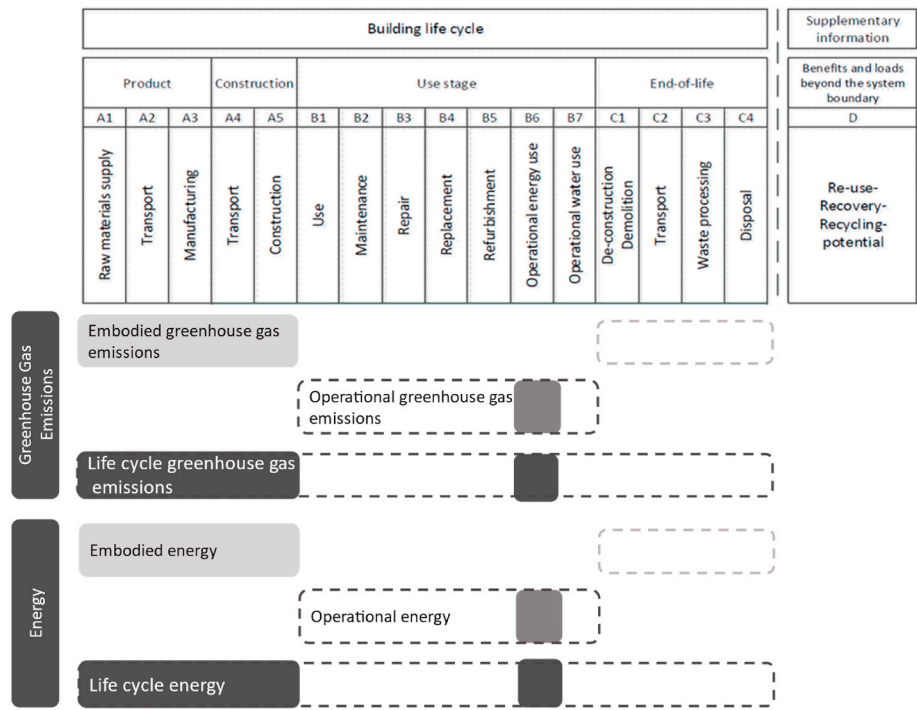 Building life cycle
Supplementary
information
Product
Construction
Use stage
End-of-life
Benefits and loads
beyond the system
boundary
A1
A2
A3
A4
A5
B1
B2
B3
B4
B5
B6
B7
C1
C2
C3
C4
D
Raw materials supply
Transport
Manufacturing
Transport
Construction
Use
Maintenance
Repair
Replacement
Refurbishment
Operational energy use
Operational water use
De-construction
Demolition
Transport
Waste processing
Disposal
Re-use-
Recovery-
Recycling-
potential
Greenhouse Gas
Emissions
Embodied greenhouse gas
emissions
Operational greenhouse gas
emissions
Life cycle greenhouse gas
emissions
Energy
Embodied energy
Operational energy
Life cycle energy